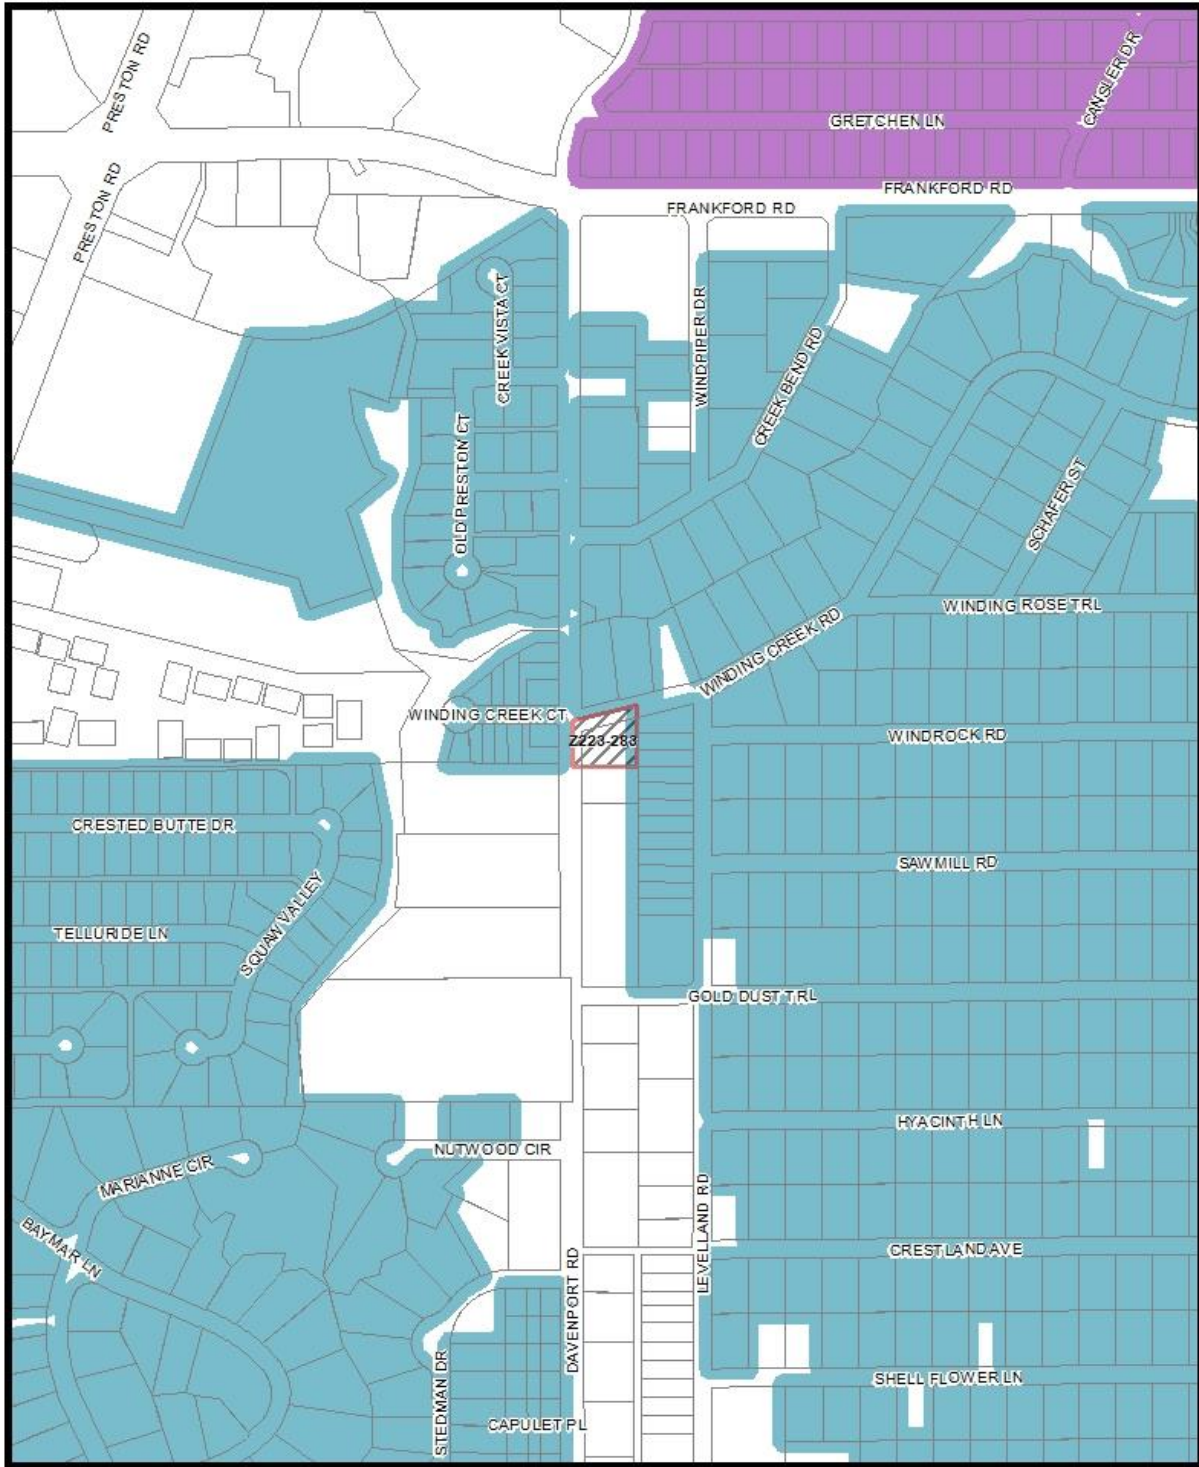 PRESTON RD
CANSLER DR
GRETCHEN LN
PRESTON RD
FRANKFORD RD
FRANKFORD RD
CREEK VISTA CT
WINDPIPER DR
CREEK BEND RD
OLD PRESTON CT
SCHAFER ST
WINDING ROSE TRL
WINDING CREEK RD
WINDING CREEK CT
Z223-283
WINDROCK RD
CRESTED BUTTE DR
SAWMILL RD
SQUAW VALLEY
TELLURIDE LN
GOLD DUST TRL
HYACINTH LN
NUTWOOD CIR
MARIANNE CIR
LEVELLAND RD
BAYMAR LN
CRESTLAND AVE
DAVENPORT RD
SHELL FLOWER LN
STEDMAN DR
CAPULET PL